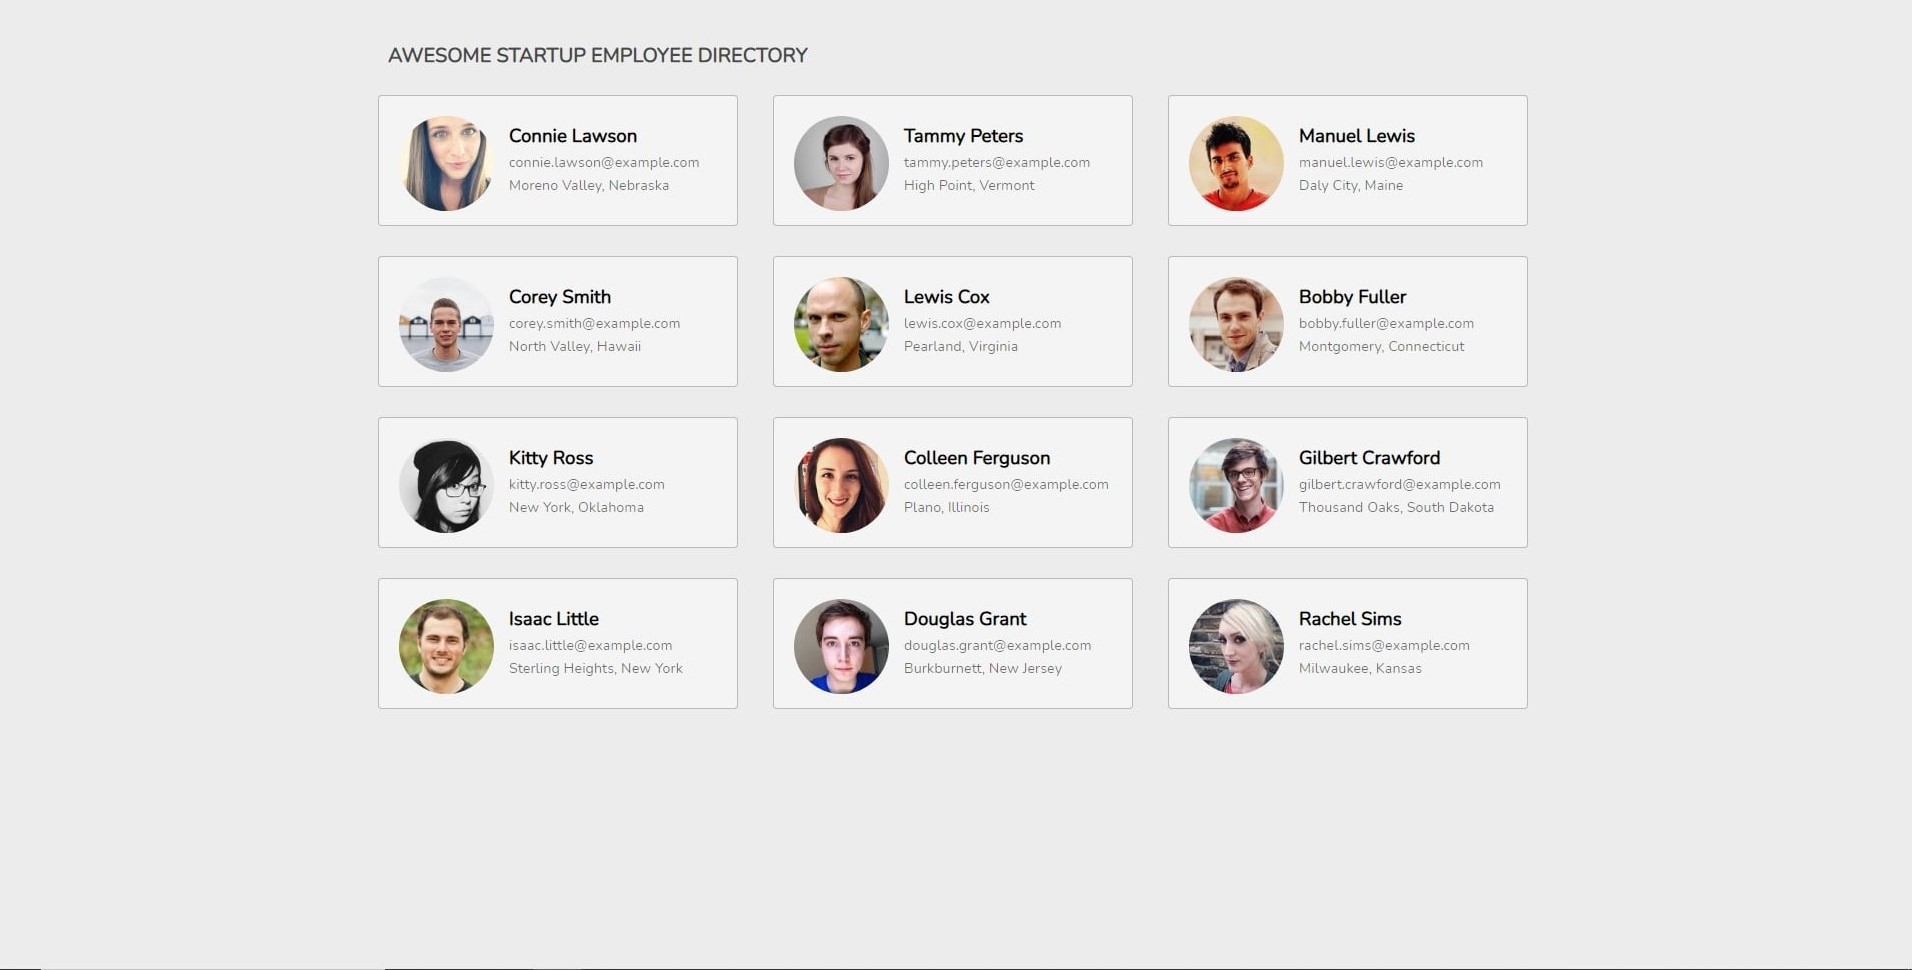 AWESOME STARTUP EMPLOYEE DIRECTORY
Connie Lawson
connie.lawson@example.com
Moreno Valley, Nebraska
Tammy Peters
tammy.peters@example.com
High Point, Vermont
Manuel Lewis
manuel.lewis@example.com
Daly City, Maine
Corey Smith
corey.smith@example.com
North Valley, Hawaii
Lewis Cox
lewis.cox@example.com
Pearland, Virginia
Bobby Fuller
bobby.fuller@example.com
Montgomery, Connecticut
Kitty Ross
kitty.ross@example.com
New York, Oklahoma
Colleen Ferguson
colleen.ferguson@example.com
Plano, Illinois
Gilbert Crawford
gilbert.crawford@example.com
Thousand Oaks, South Dakota
Isaac Little
isaac.little@example.com
Sterling Heights, New York
Douglas Grant
douglas.grant@example.com
Burkburnett, New Jersey
Rachel Sims
rachel.sims@example.com
Milwaukee, Kansas